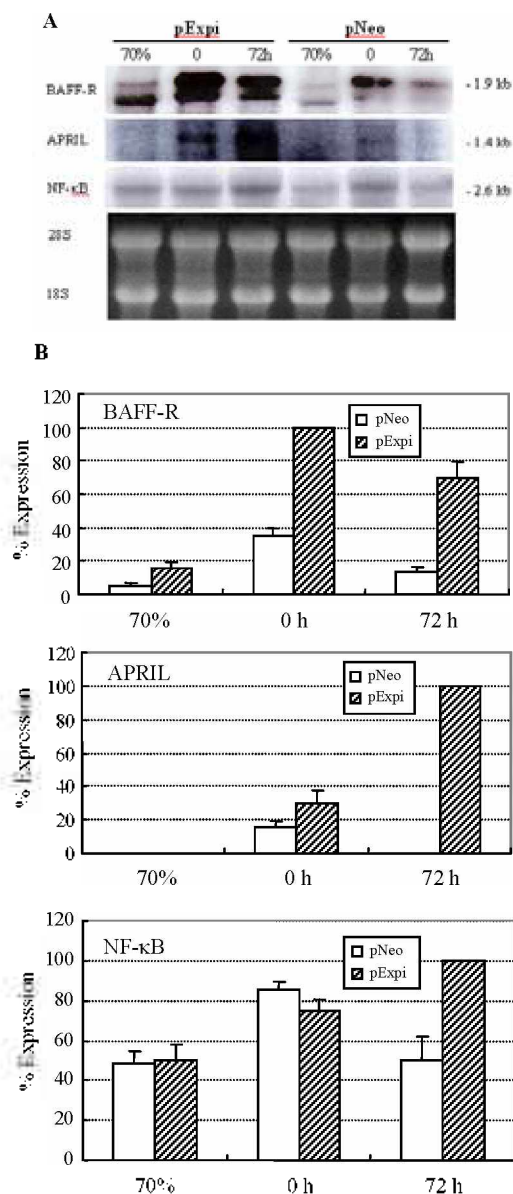 A
pExpi pNeo
70% 0 72h 70% 0 72h
BAFF-R - 1.9 kb
APRIL - 1.4 kb
NF-κB - 2.6 kb
28S
18S
B
120
100
80
60
40
20
0
% Expression
BAFF-R
pNeo
pExpi
70% 0 h 72 h
120
100
80
60
40
20
0
% Expression
APRIL
pNeo
pExpi
70% 0 h 72 h
120
100
80
60
40
20
0
% Expression
NF-κB
pNeo
pExpi
70% 0 h 72 h